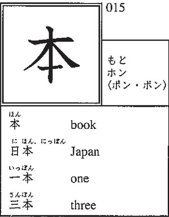 015
本
もと
ホン
〈ポン・ボン〉
ほん
本 book
に ほん, にっぽん
日本 Japan
いっぽん
一本 one
さんぼん
三本 three